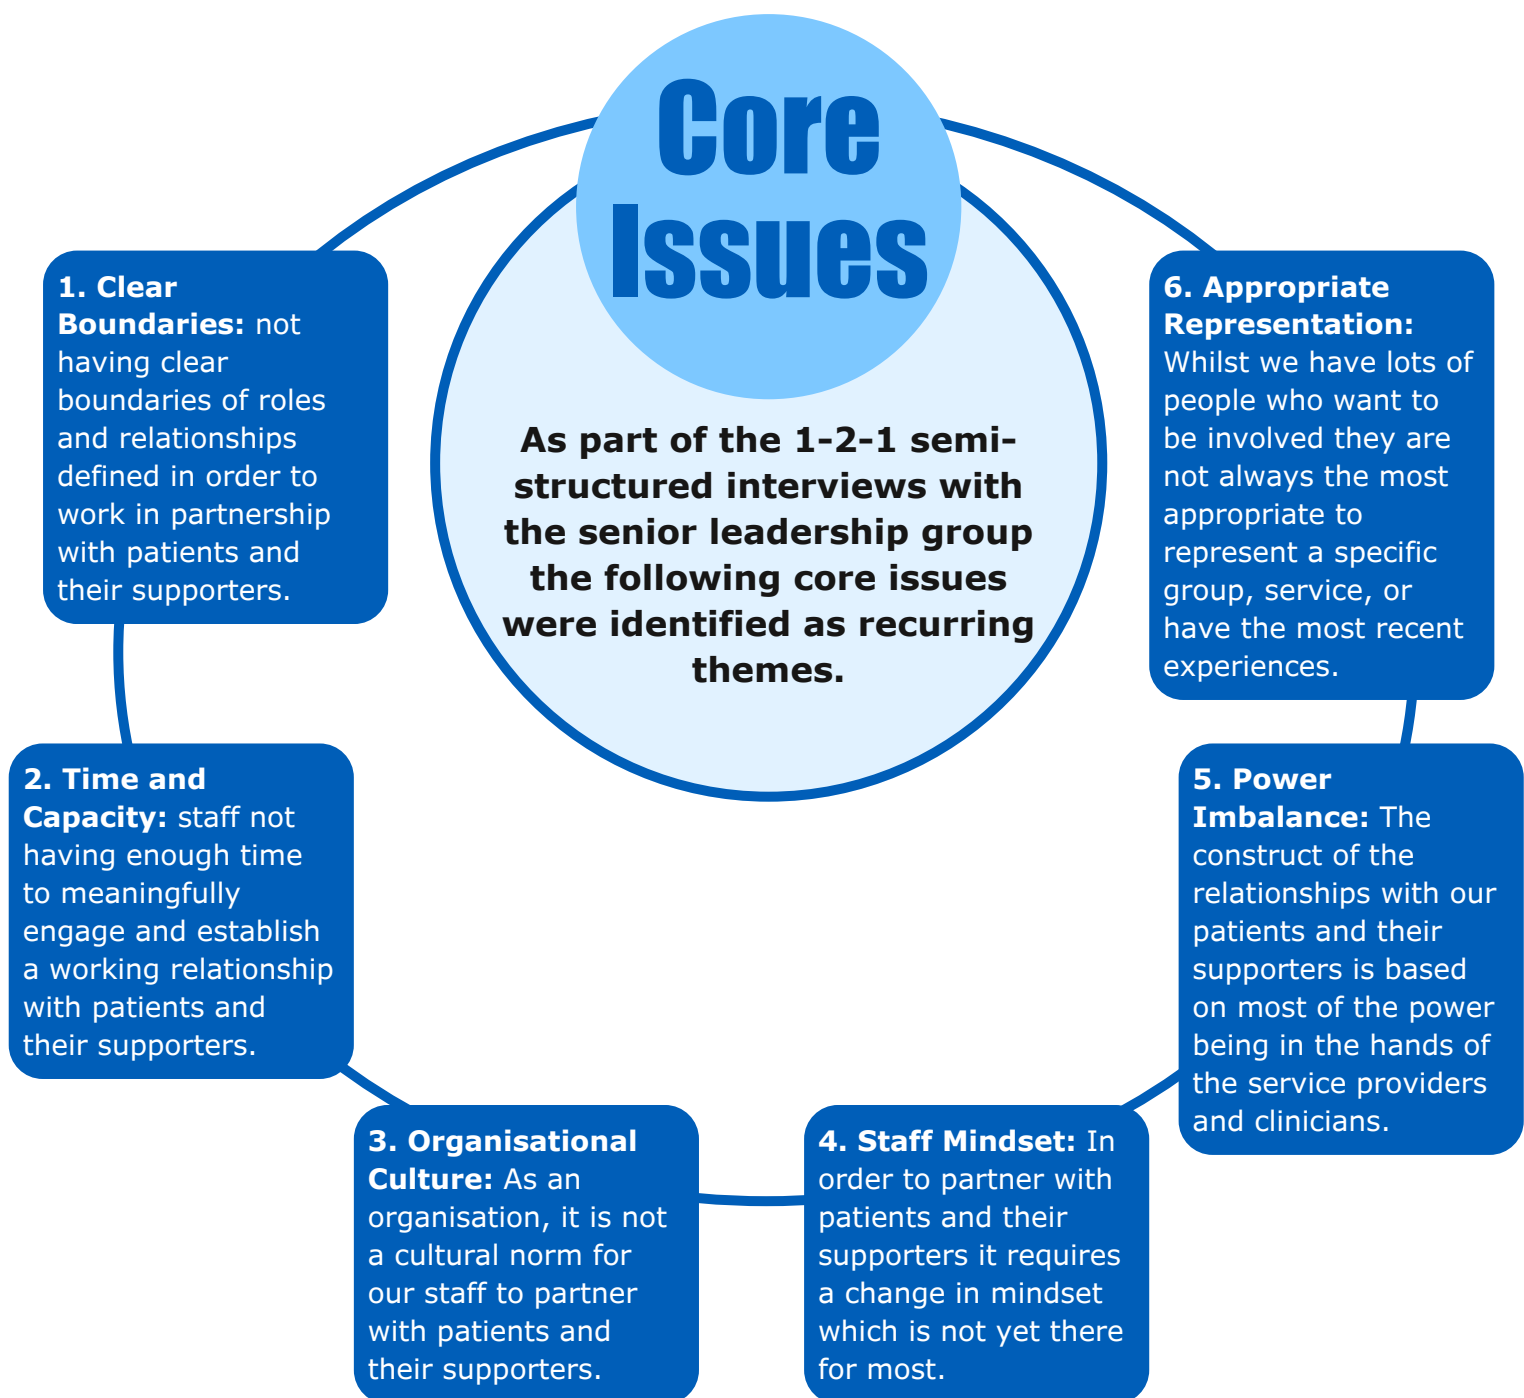 Core
Issues
As part of the 1-2-1 semi-
structured interviews with
the senior leadership group
the following core issues
were identified as recurring
themes.
1. Clear
Boundaries: not
having clear
boundaries of roles
and relationships
defined in order to
work in partnership
with patients and
their supporters.
2. Time and
Capacity: staff not
having enough time
to meaningfully
engage and establish
a working relationship
with patients and
their supporters.
3. Organisational
Culture: As an
organisation, it is not
a cultural norm for
our staff to partner
with patients and
their supporters.
4. Staff Mindset: In
order to partner with
patients and their
supporters it requires
a change in mindset
which is not yet there
for most.
5. Power
Imbalance: The
construct of the
relationships with our
patients and their
supporters is based
on most of the power
being in the hands of
the service providers
and clinicians.
6. Appropriate
Representation:
Whilst we have lots of
people who want to
be involved they are
not always the most
appropriate to
represent a specific
group, service, or
have the most recent
experiences.